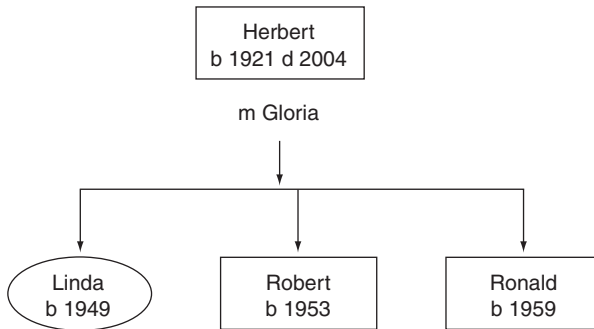 Herbert
b 1921 d 2004
m Gloria
Linda
b 1949
Robert
b 1953
Ronald
b 1959